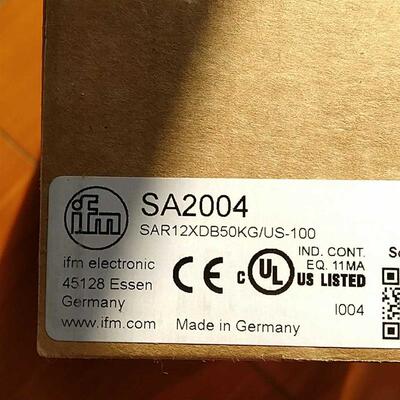 ifm
SA2004
SAR12XDB50KG/US-100
ifm electronic
45128 Essen
Germany
www.ifm.com
Made in Germany
CE
C UL US LISTED
IND. CONT.
EQ. 11MA
I004